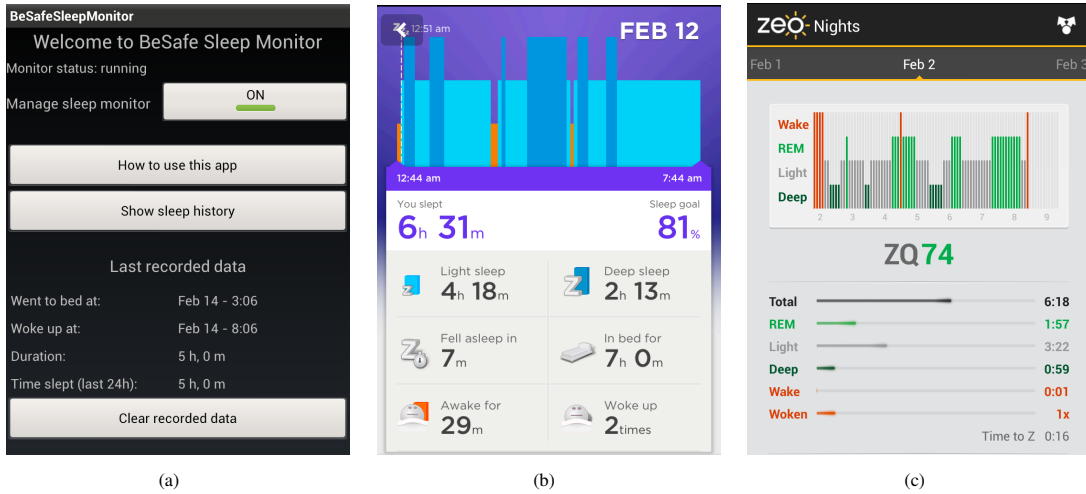 BeSafeSleepMonitor
Welcome to BeSafe Sleep Monitor
Monitor status: running
Manage sleep monitor
ON
How to use this app
Show sleep history
Last recorded data
Went to bed at: Feb 14 - 3:06
Woke up at: Feb 14 - 8:06
Duration: 5 h, 0 m
Time slept (last 24h): 5 h, 0 m
Clear recorded data
(a)
12:51 am
FEB 12
12:44 am 7:44 am
You slept Sleep goal
6h 31m 81%
Light sleep
4h 18m
Deep sleep
2h 13m
Fell asleep in
7m
In bed for
7h 0m
Awake for
29m
Woke up
2times
(b)
zeo Nights
Feb 1 Feb 2 Feb 3
Wake
REM
Light
Deep
2 3 4 5 6 7 8 9
ZQ74
Total 6:18
REM 1:57
Light 3:22
Deep 0:59
Wake 0:01
Woken 1x
Time to Z 0:16
(c)